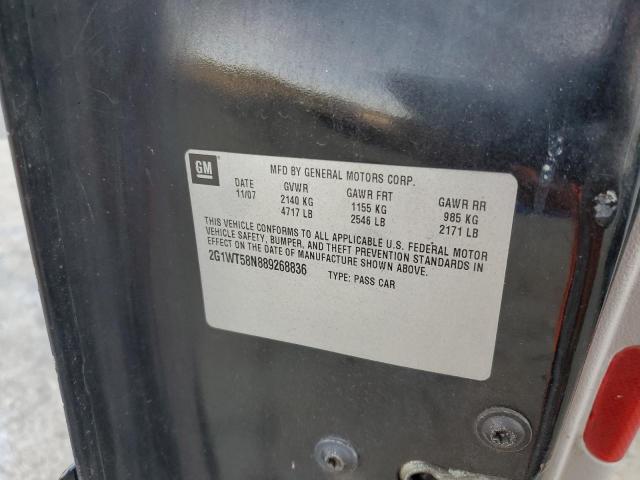 GM
MFD BY GENERAL MOTORS CORP.
DATE GVWR GAWR FRT GAWR RR
11/07 2140 KG 1155 KG 985 KG
4717 LB 2546 LB 2171 LB
THIS VEHICLE CONFORMS TO ALL APPLICABLE U.S. FEDERAL MOTOR
VEHICLE SAFETY, BUMPER, AND THEFT PREVENTION STANDARDS IN
EFFECT ON THE DATE OF MANUFACTURE SHOWN ABOVE.
2G1WT58N889268836 TYPE: PASS CAR